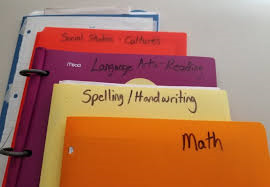 Social Studies - Cultures
mead
Language Arts-Reading
Spelling/Handwriting
Math